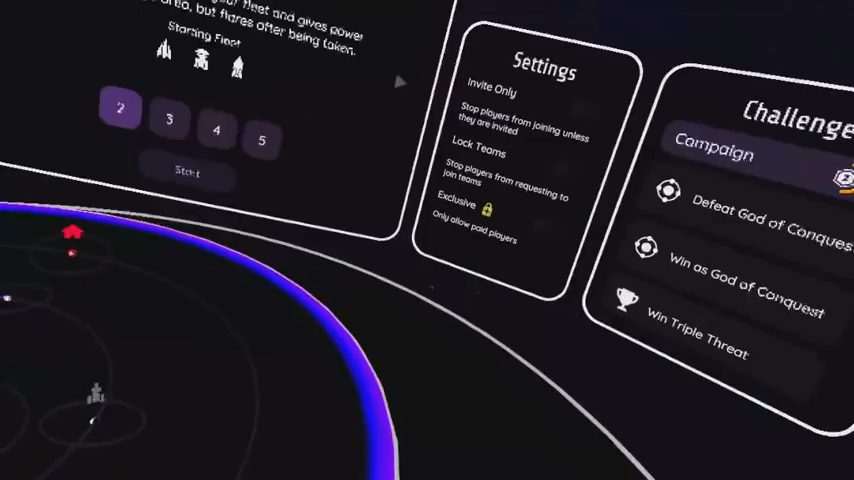 your fleet and gives power
area, but flares after being taken.
Starting Fleet
2
3
4
5
Start
Settings
Invite Only
Stop players from joining unless
they are invited
Lock Teams
Stop players from requesting to
join teams
Exclusive
Only allow paid players
Challenge
Campaign
Defeat God of Conques
Win as God of Conquest
Win Triple Threat